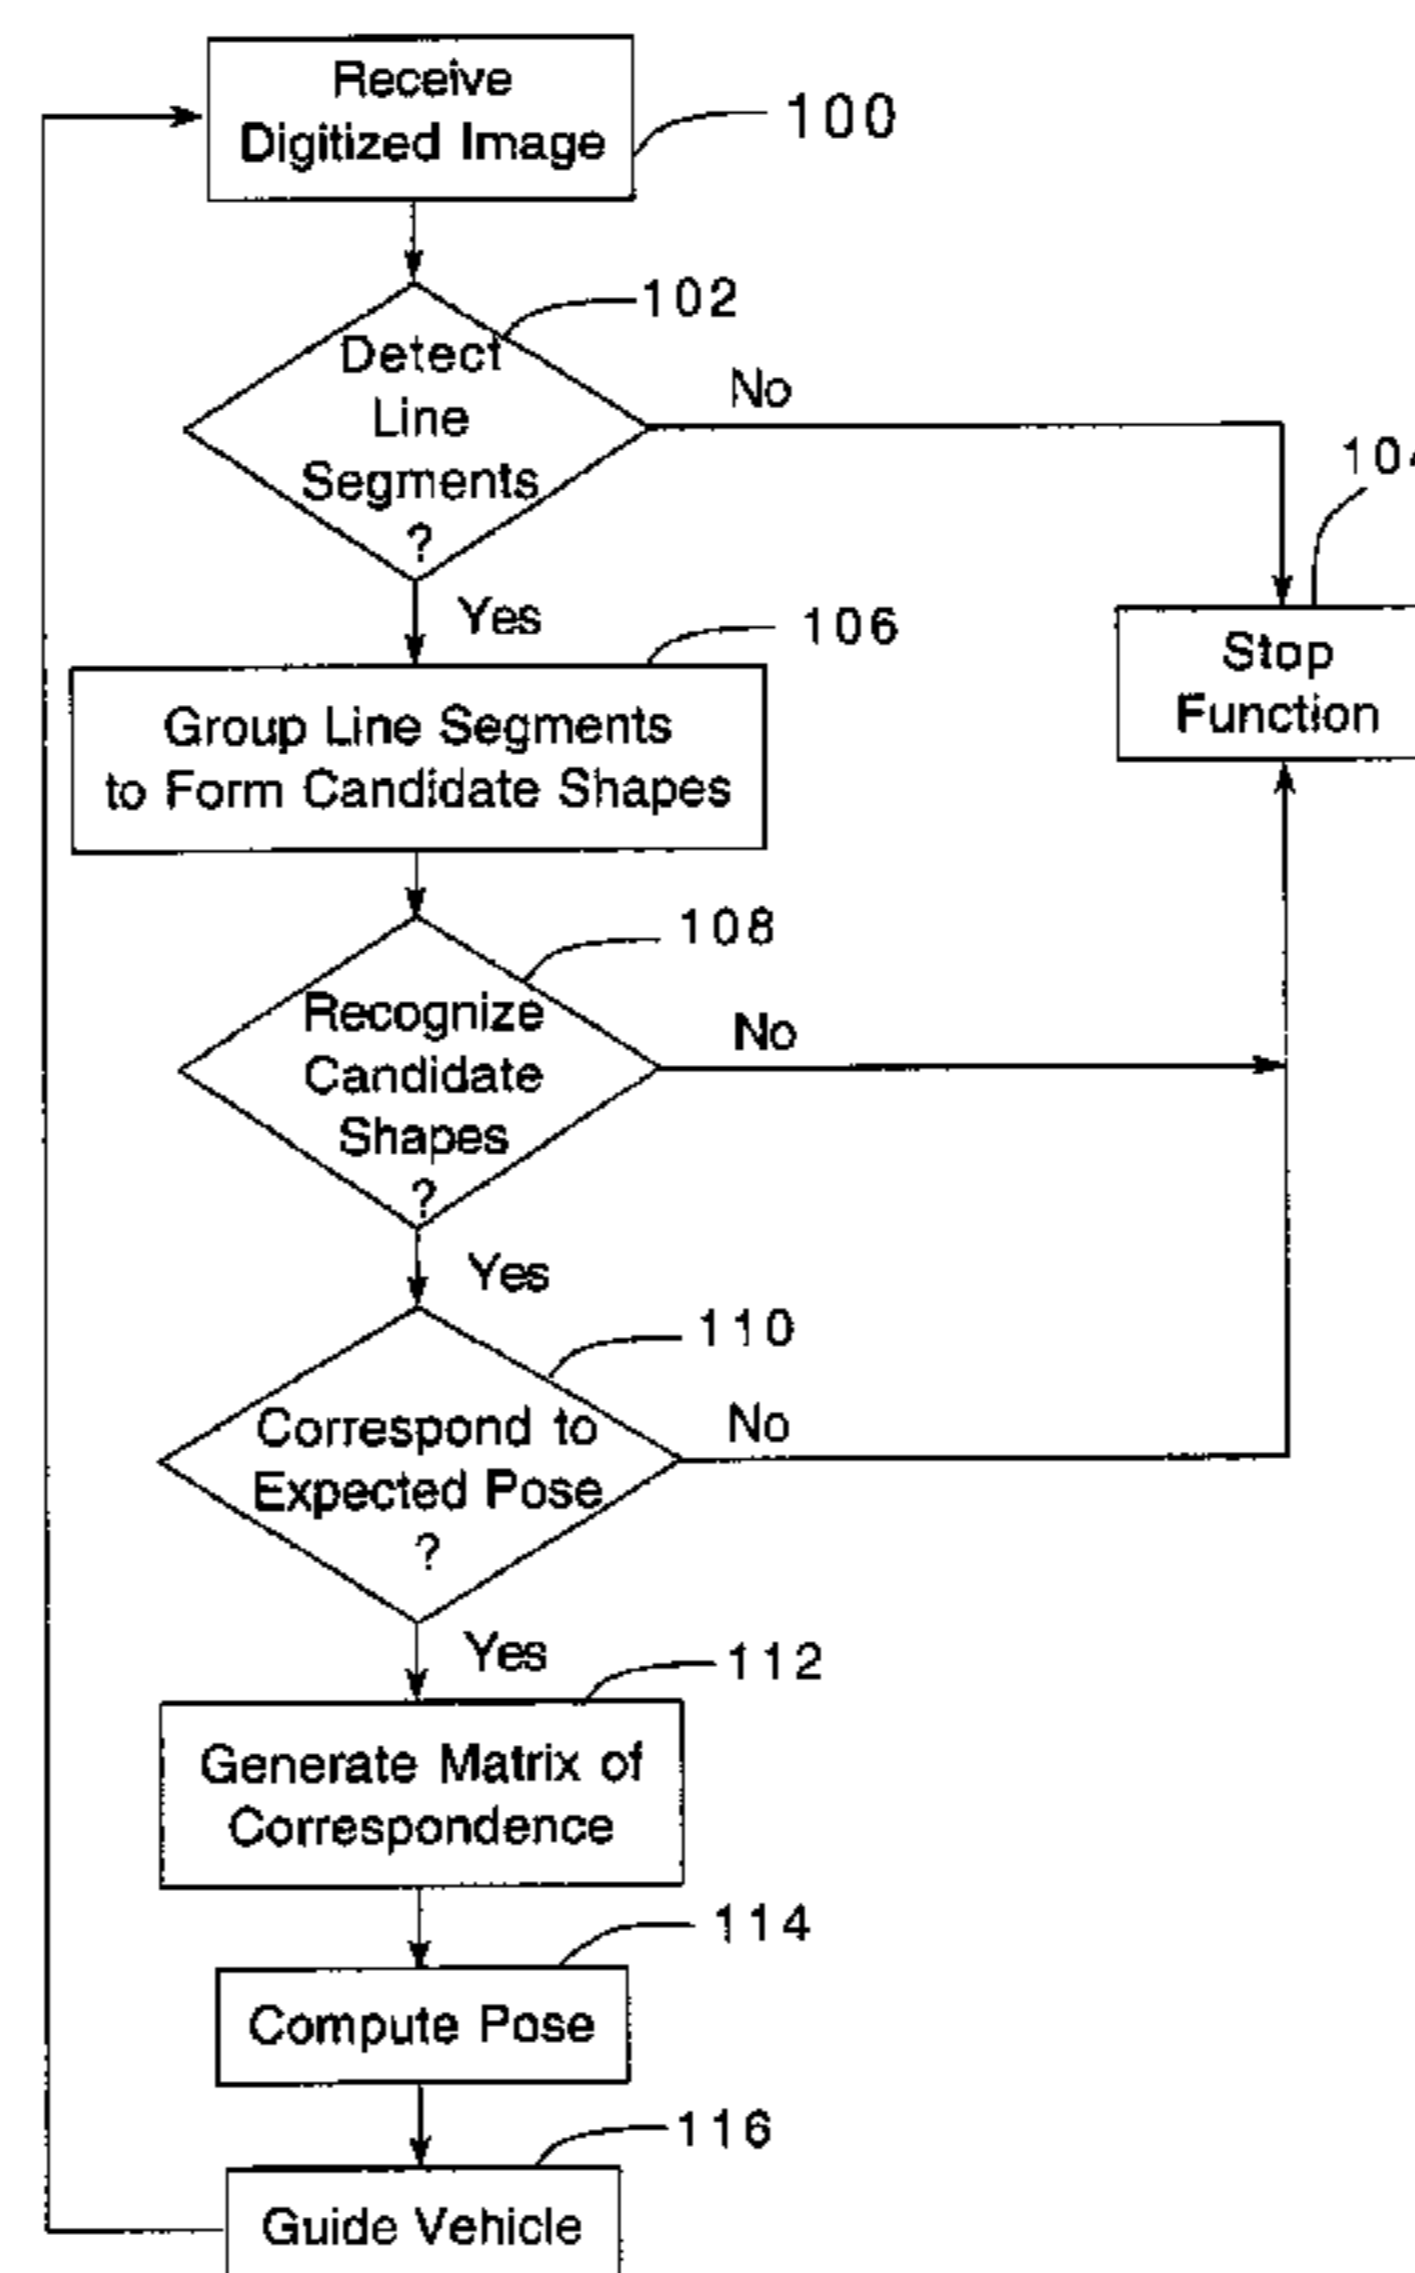 Receive
Digitized Image
100
102
Detect
Line
Segments
?
No
Yes
Stop
Function
106
Group Line Segments
to Form Candidate Shapes
108
Recognize
Candidate
Shapes
?
No
Yes
110
Correspond to
Expected Pose
?
No
Yes
112
Generate Matrix of
Correspondence
114
Compute Pose
116
Guide Vehicle